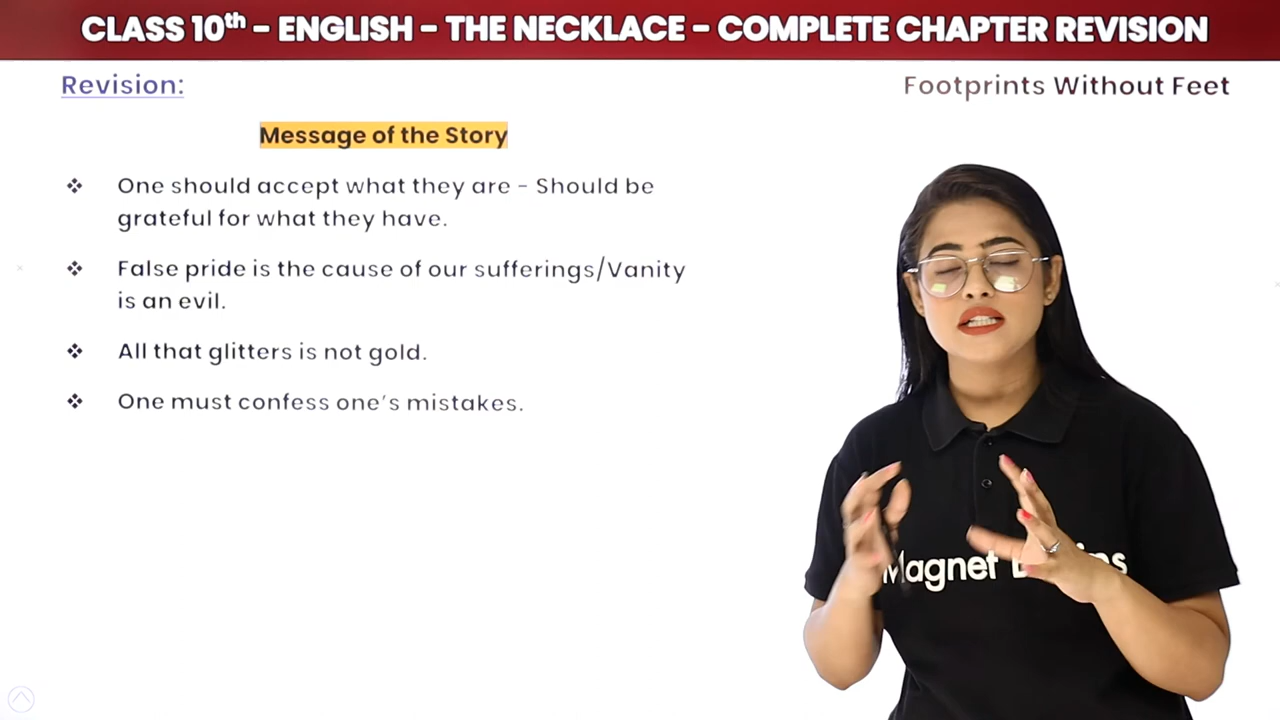 CLASS 10th – ENGLISH – THE NECKLACE – COMPLETE CHAPTER REVISION
Revision:
Footprints Without Feet
Message of the Story
❖ One should accept what they are – Should be
grateful for what they have.
❖ False pride is the cause of our sufferings/Vanity
is an evil.
❖ All that glitters is not gold.
❖ One must confess one's mistakes.
Magnet